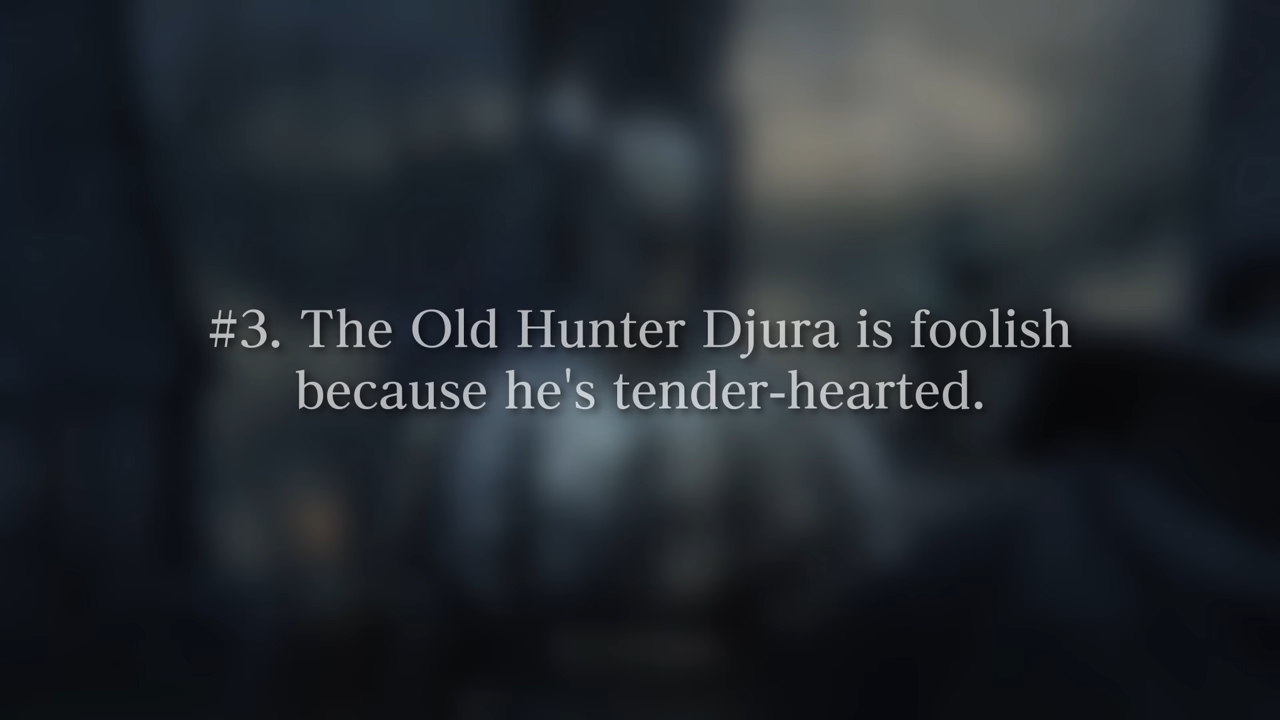 #3. The Old Hunter Djura is foolish
because he's tender-hearted.